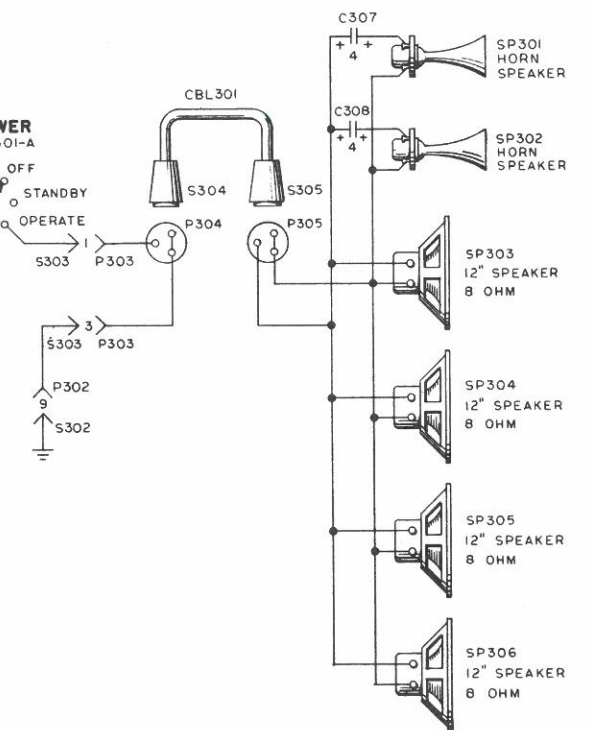 C307
+ +
4
SP301
HORN
SPEAKER
CBL301
C308
+ +
4
SP302
HORN
SPEAKER
WER
301-A
OFF
STANDBY
OPERATE
S304
S305
P304
P305
S303
1
P303
SP303
12" SPEAKER
8 OHM
S303
3
P303
P302
9
S302
SP304
12" SPEAKER
8 OHM
SP305
12" SPEAKER
8 OHM
SP306
12" SPEAKER
8 OHM